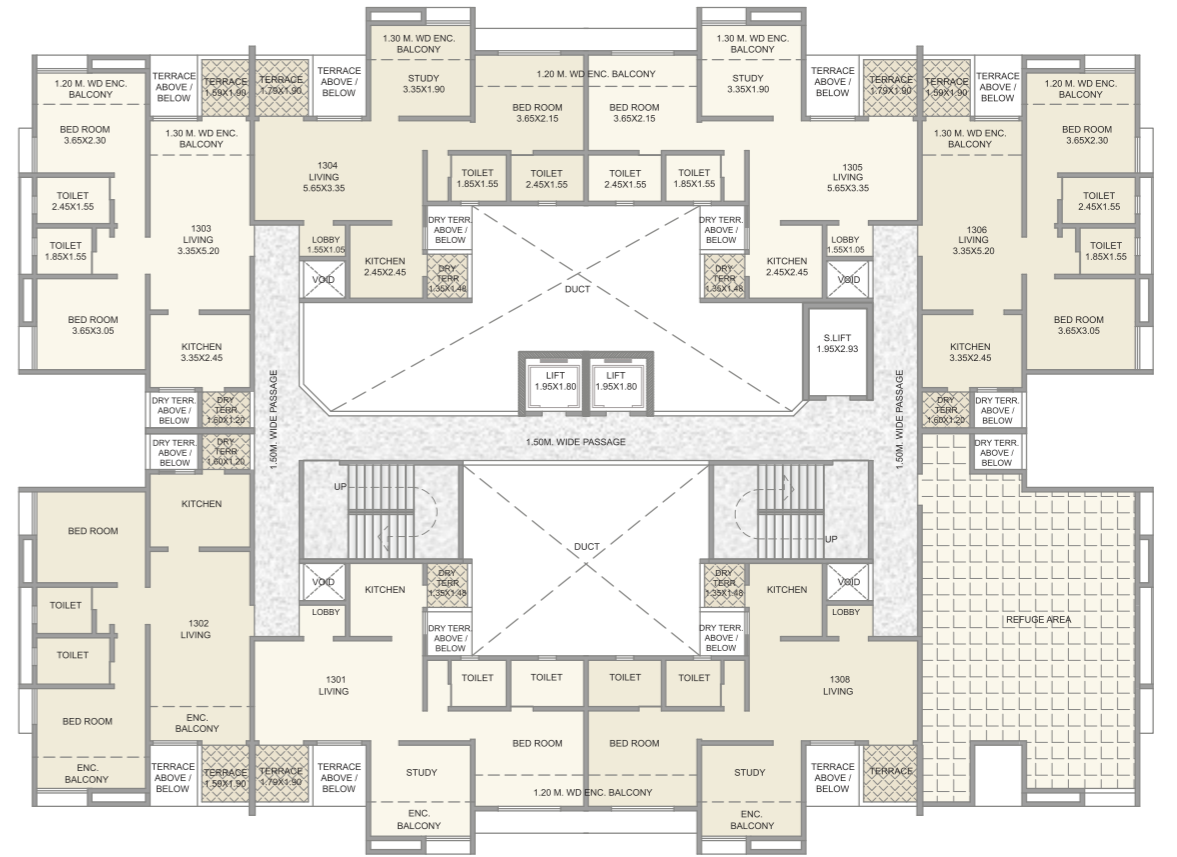 1.30 M. WD ENC.
BALCONY
STUDY
3.35X1.90
1.20 M. WD ENC. BALCONY
BED ROOM
3.65X2.15
BED ROOM
3.65X2.15
1.30 M. WD ENC.
BALCONY
STUDY
3.35X1.90
1.20 M. WD ENC.
BALCONY
BED ROOM
3.65X2.30
TERRACE
ABOVE /
BELOW
TERRACE
1.59X1.90
TERRACE
1.79X1.90
TERRACE
ABOVE /
BELOW
TERRACE
ABOVE /
BELOW
TERRACE
1.79X1.90
TERRACE
1.59X1.90
TERRACE
ABOVE /
BELOW
1.20 M. WD ENC.
BALCONY
BED ROOM
3.65X2.30
1.30 M. WD ENC.
BALCONY
1303
LIVING
3.35X5.20
TOILET
2.45X1.55
TOILET
1.85X1.55
BED ROOM
3.65X3.05
KITCHEN
3.35X2.45
1304
LIVING
5.65X3.35
TOILET
1.85X1.55
TOILET
2.45X1.55
TOILET
2.45X1.55
TOILET
1.85X1.55
1305
LIVING
5.65X3.35
1.30 M. WD ENC.
BALCONY
1306
LIVING
3.35X5.20
TOILET
2.45X1.55
TOILET
1.85X1.55
BED ROOM
3.65X3.05
KITCHEN
3.35X2.45
LOBBY
1.55X1.05
VOID
KITCHEN
2.45X2.45
DRY TERR.
ABOVE /
BELOW
DRY
TERR
1.35X1.48
DUCT
DRY TERR.
ABOVE /
BELOW
DRY
TERR
1.35X1.48
KITCHEN
2.45X2.45
LOBBY
1.55X1.05
VOID
S.LIFT
1.95X2.93
LIFT
1.95X1.80
LIFT
1.95X1.80
DRY TERR.
ABOVE /
BELOW
DRY
TERR
1.60X1.20
DRY TERR.
ABOVE /
BELOW
DRY
TERR
1.60X1.20
1.50M. WIDE PASSAGE
1.50M. WIDE PASSAGE
1.50M. WIDE PASSAGE
DRY
TERR
1.60X1.20
DRY TERR.
ABOVE /
BELOW
DRY TERR.
ABOVE /
BELOW
UP
DUCT
UP
KITCHEN
BED ROOM
TOILET
TOILET
1302
LIVING
BED ROOM
ENC.
BALCONY
ENC.
BALCONY
TERRACE
ABOVE /
BELOW
TERRACE
1.59X1.90
VOID
LOBBY
KITCHEN
DRY
TERR
1.35X1.48
DRY TERR.
ABOVE /
BELOW
DRY
TERR
1.35X1.48
DRY TERR.
ABOVE /
BELOW
KITCHEN
VOID
LOBBY
REFUGE AREA
1301
LIVING
TOILET
TOILET
TOILET
TOILET
1308
LIVING
TERRACE
1.79X1.90
TERRACE
ABOVE /
BELOW
STUDY
ENC.
BALCONY
BED ROOM
BED ROOM
1.20 M. WD ENC. BALCONY
STUDY
ENC.
BALCONY
TERRACE
ABOVE /
BELOW
TERRACE